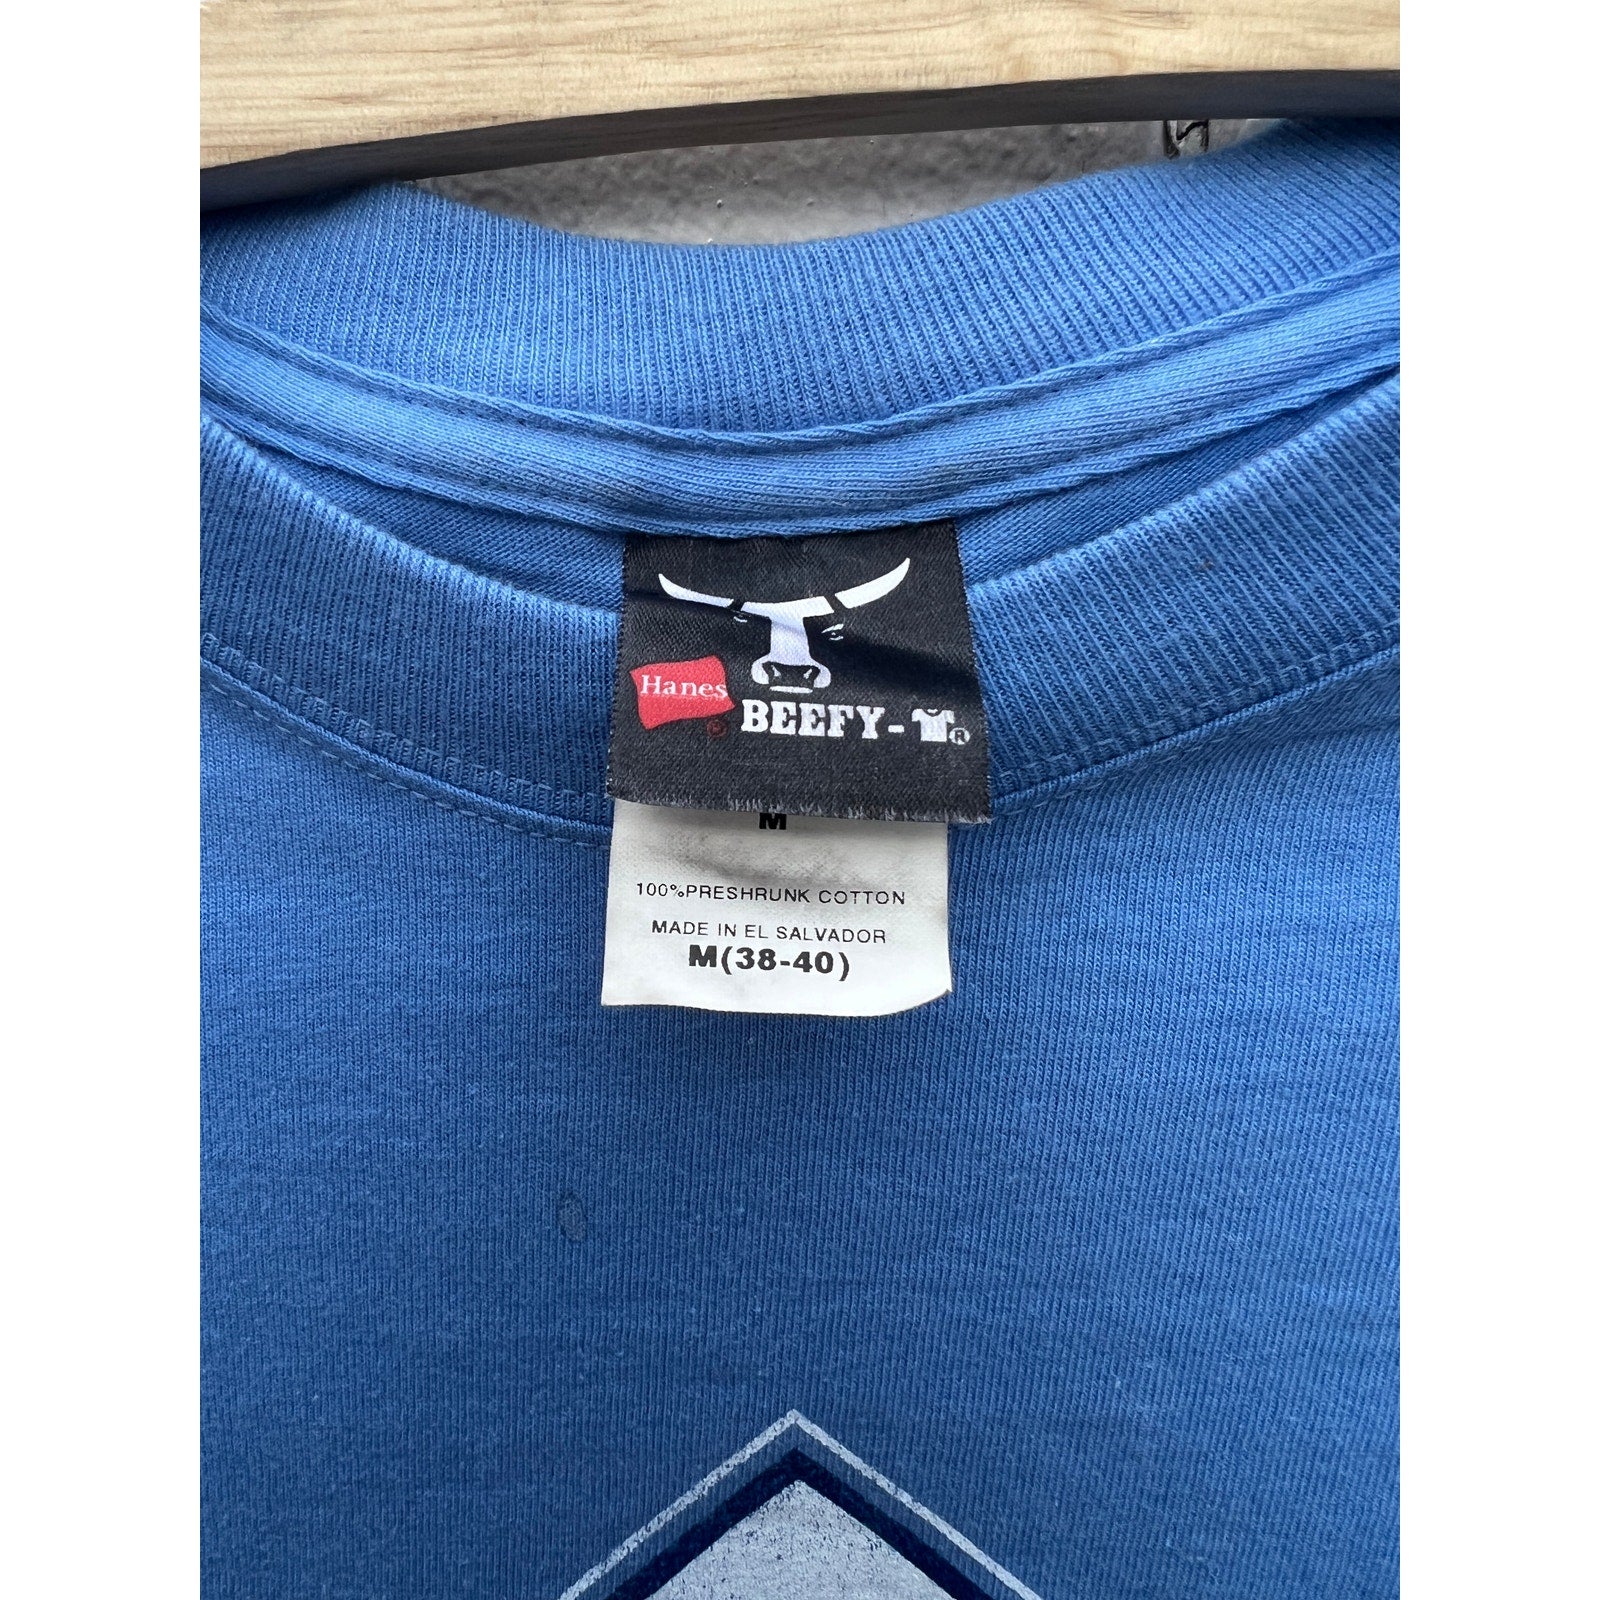 Hanes
BEEFY-T®
M
100%PRESHRUNK COTTON
MADE IN EL SALVADOR
M(38-40)